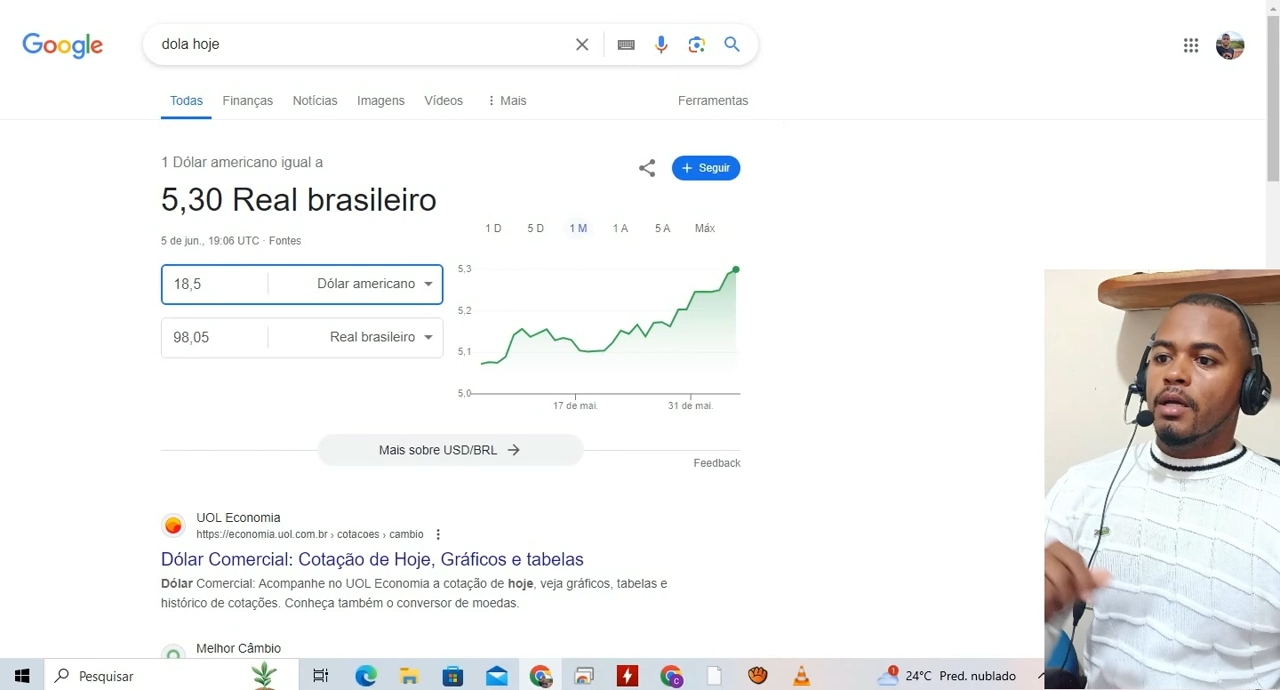 Google
dola hoje
Todas
Finanças
Notícias
Imagens
Vídeos
Mais
Ferramentas
1 Dólar americano igual a
5,30 Real brasileiro
5 de jun., 19:06 UTC · Fontes
Seguir
18,5 Dólar americano
98,05 Real brasileiro
1 D 5 D 1 M 1 A 5 A Máx
5,3
5,2
5,1
5,0
17 de mai. 31 de mai.
Mais sobre USD/BRL
Feedback
UOL Economia
https://economia.uol.com.br › cotacoes › cambio
Dólar Comercial: Cotação de Hoje, Gráficos e tabelas
Dólar Comercial: Acompanhe no UOL Economia a cotação de hoje, veja gráficos, tabelas e
histórico de cotações. Conheça também o conversor de moedas.
Melhor Câmbio
Pesquisar
1
24°C Pred. nublado